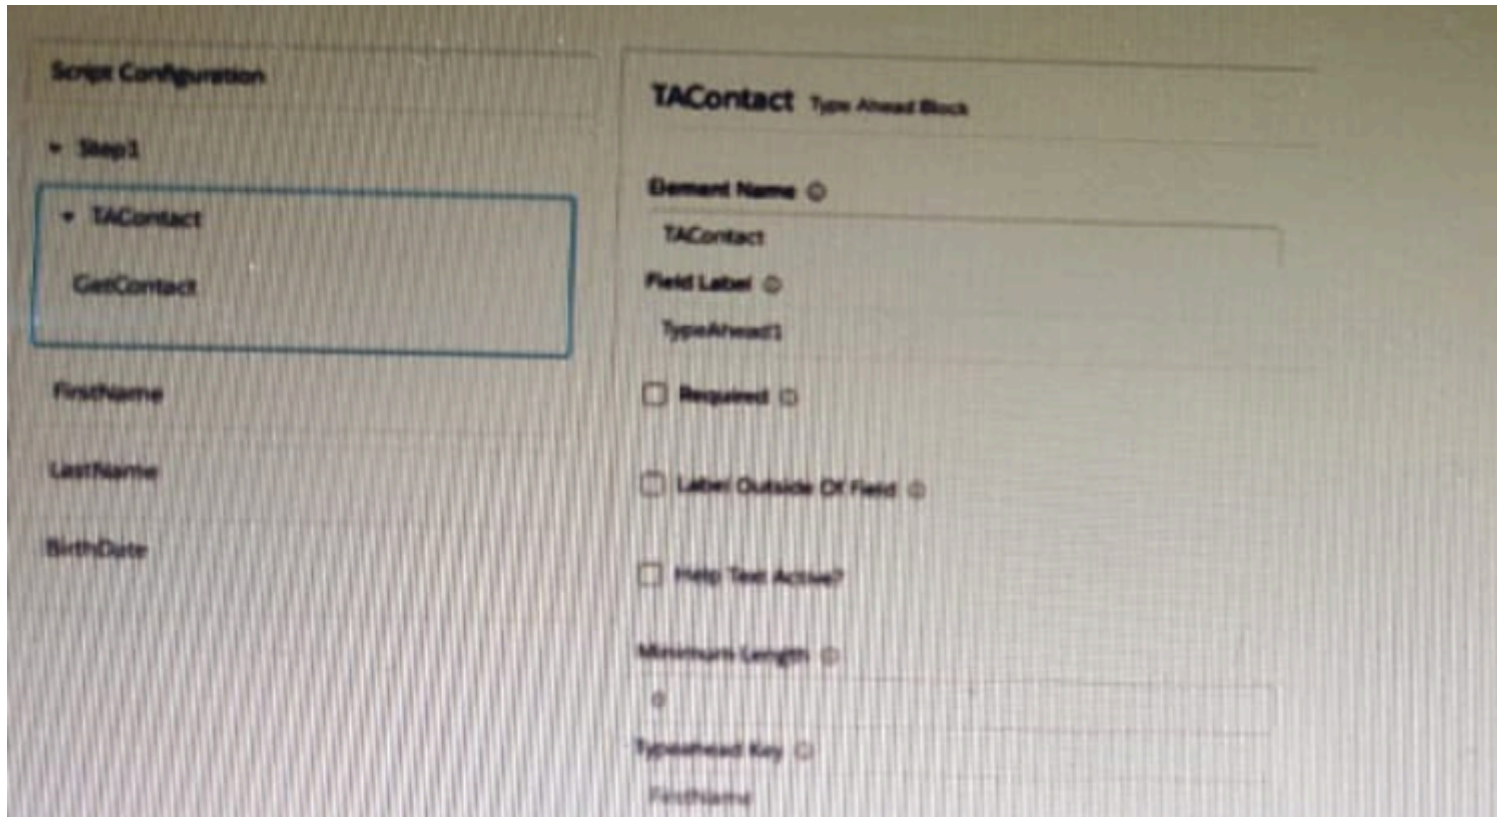 Script Configuration
Step1
TAContact
GetContact
FirstName
LastName
BirthDate
TAContact Type Ahead Block
Element Name
TAContact
Field Label
TypeAhead1
Required
Label Outside Of Field
Help Text Active?
Minimum Length
0
Typeahead Key
FirstName